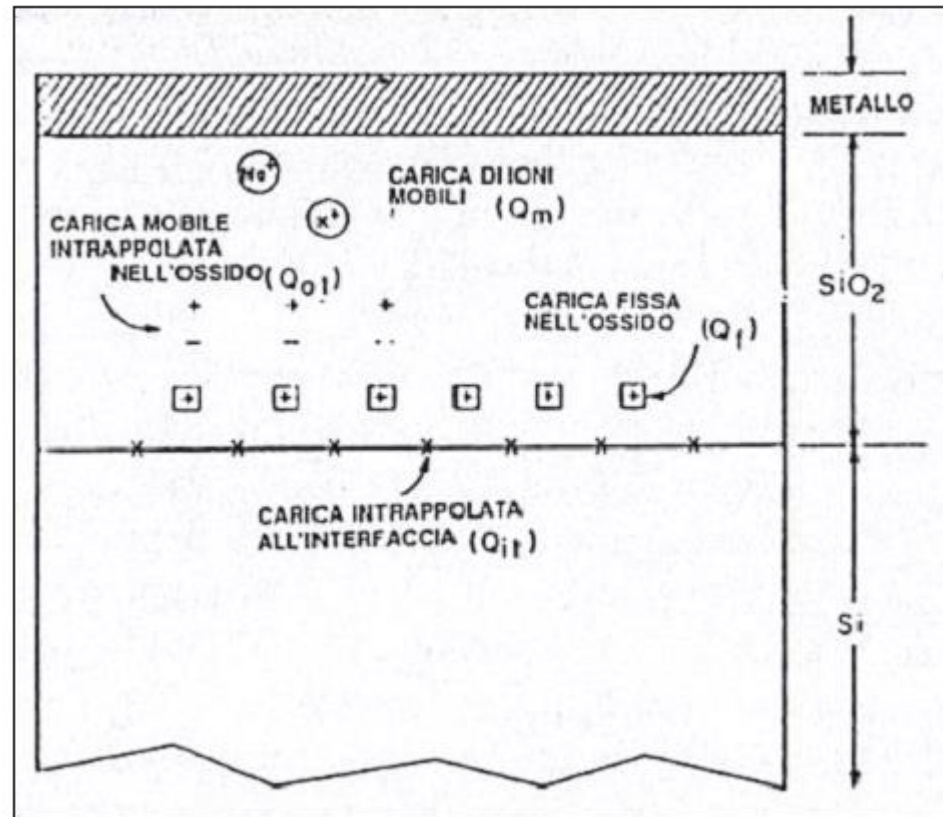 METALLO
Na⁺
CARICA DI IONI
MOBILI (Qm)
K⁺
CARICA MOBILE
INTRAPPOLATA
NELL'OSSIDO (Qot)
SiO₂
CARICA FISSA
NELL'OSSIDO (Qf)
+ + +
− − −
+ + + + + +
x x x x x x x
CARICA INTRAPPOLATA
ALL'INTERFACCIA (Qit)
Si